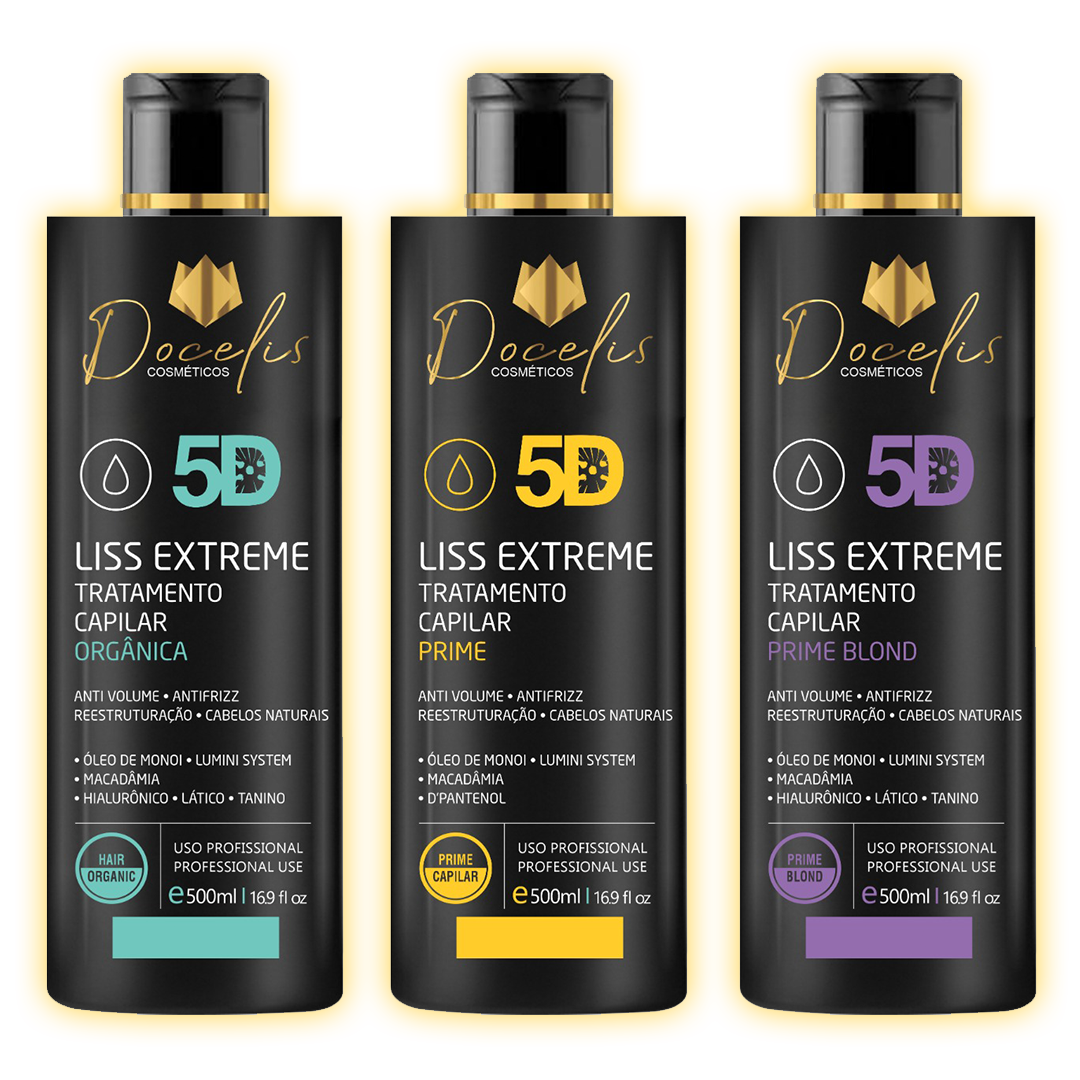 Docelis
COSMÉTICOS
5D
LISS EXTREME
TRATAMENTO
CAPILAR
ORGÂNICA
ANTI VOLUME • ANTIFRIZZ
REESTRUTURAÇÃO • CABELOS NATURAIS
• ÓLEO DE MONOI • LUMINI SYSTEM
• MACADÂMIA
• HIALURÔNICO • LÁTICO • TANINO
HAIR
ORGANIC
USO PROFISSIONAL
PROFESSIONAL USE
e 500ml | 16.9 fl oz
Docelis
COSMÉTICOS
5D
LISS EXTREME
TRATAMENTO
CAPILAR
PRIME
ANTI VOLUME • ANTIFRIZZ
REESTRUTURAÇÃO • CABELOS NATURAIS
• ÓLEO DE MONOI • LUMINI SYSTEM
• MACADÂMIA
• D'PANTENOL
PRIME
CAPILAR
USO PROFISSIONAL
PROFESSIONAL USE
e 500ml | 16.9 fl oz
Docelis
COSMÉTICOS
5D
LISS EXTREME
TRATAMENTO
CAPILAR
PRIME BLOND
ANTI VOLUME • ANTIFRIZZ
REESTRUTURAÇÃO • CABELOS NATURAIS
• ÓLEO DE MONOI • LUMINI SYSTEM
• MACADÂMIA
• HIALURÔNICO • LÁTICO • TANINO
PRIME
BLOND
USO PROFISSIONAL
PROFESSIONAL USE
e 500ml | 16.9 fl oz